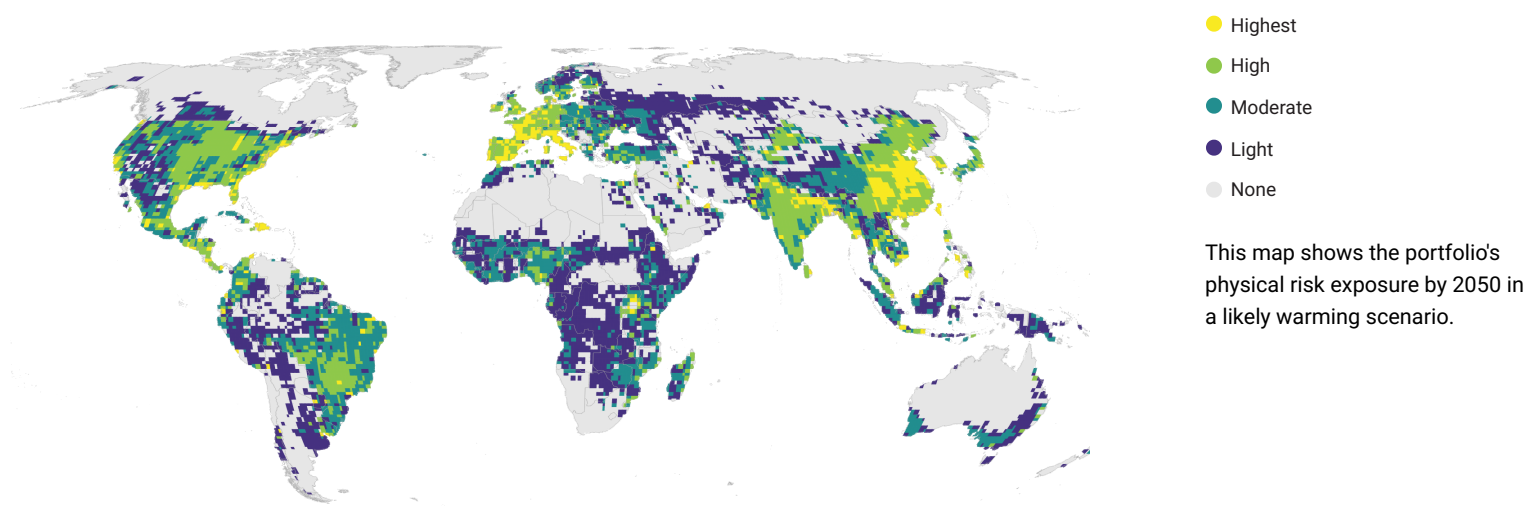 Highest
High
Moderate
Light
None
This map shows the portfolio's
physical risk exposure by 2050 in
a likely warming scenario.